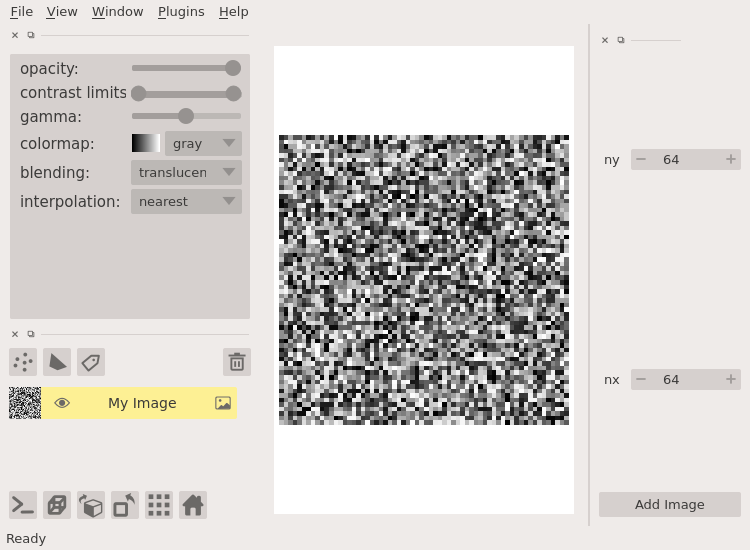 File View Window Plugins Help
opacity:
contrast limits
gamma:
colormap: gray
blending: translucen
interpolation: nearest
My Image
ny 64
nx 64
Add Image
Ready